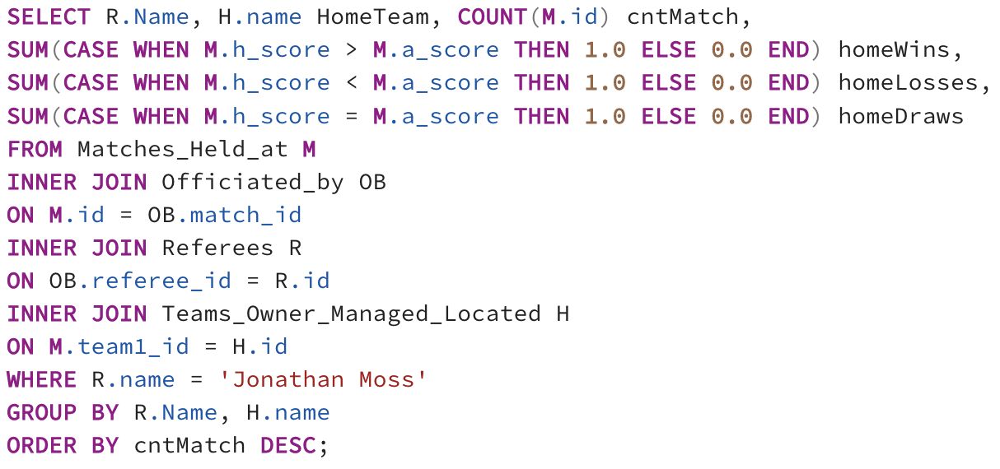 SELECT R.Name, H.name HomeTeam, COUNT(M.id) cntMatch,
SUM(CASE WHEN M.h_score > M.a_score THEN 1.0 ELSE 0.0 END) homeWins,
SUM(CASE WHEN M.h_score < M.a_score THEN 1.0 ELSE 0.0 END) homeLosses,
SUM(CASE WHEN M.h_score = M.a_score THEN 1.0 ELSE 0.0 END) homeDraws
FROM Matches_Held_at M
INNER JOIN Officiated_by OB
ON M.id = OB.match_id
INNER JOIN Referees R
ON OB.referee_id = R.id
INNER JOIN Teams_Owner_Managed_Located H
ON M.team1_id = H.id
WHERE R.name = 'Jonathan Moss'
GROUP BY R.Name, H.name
ORDER BY cntMatch DESC;